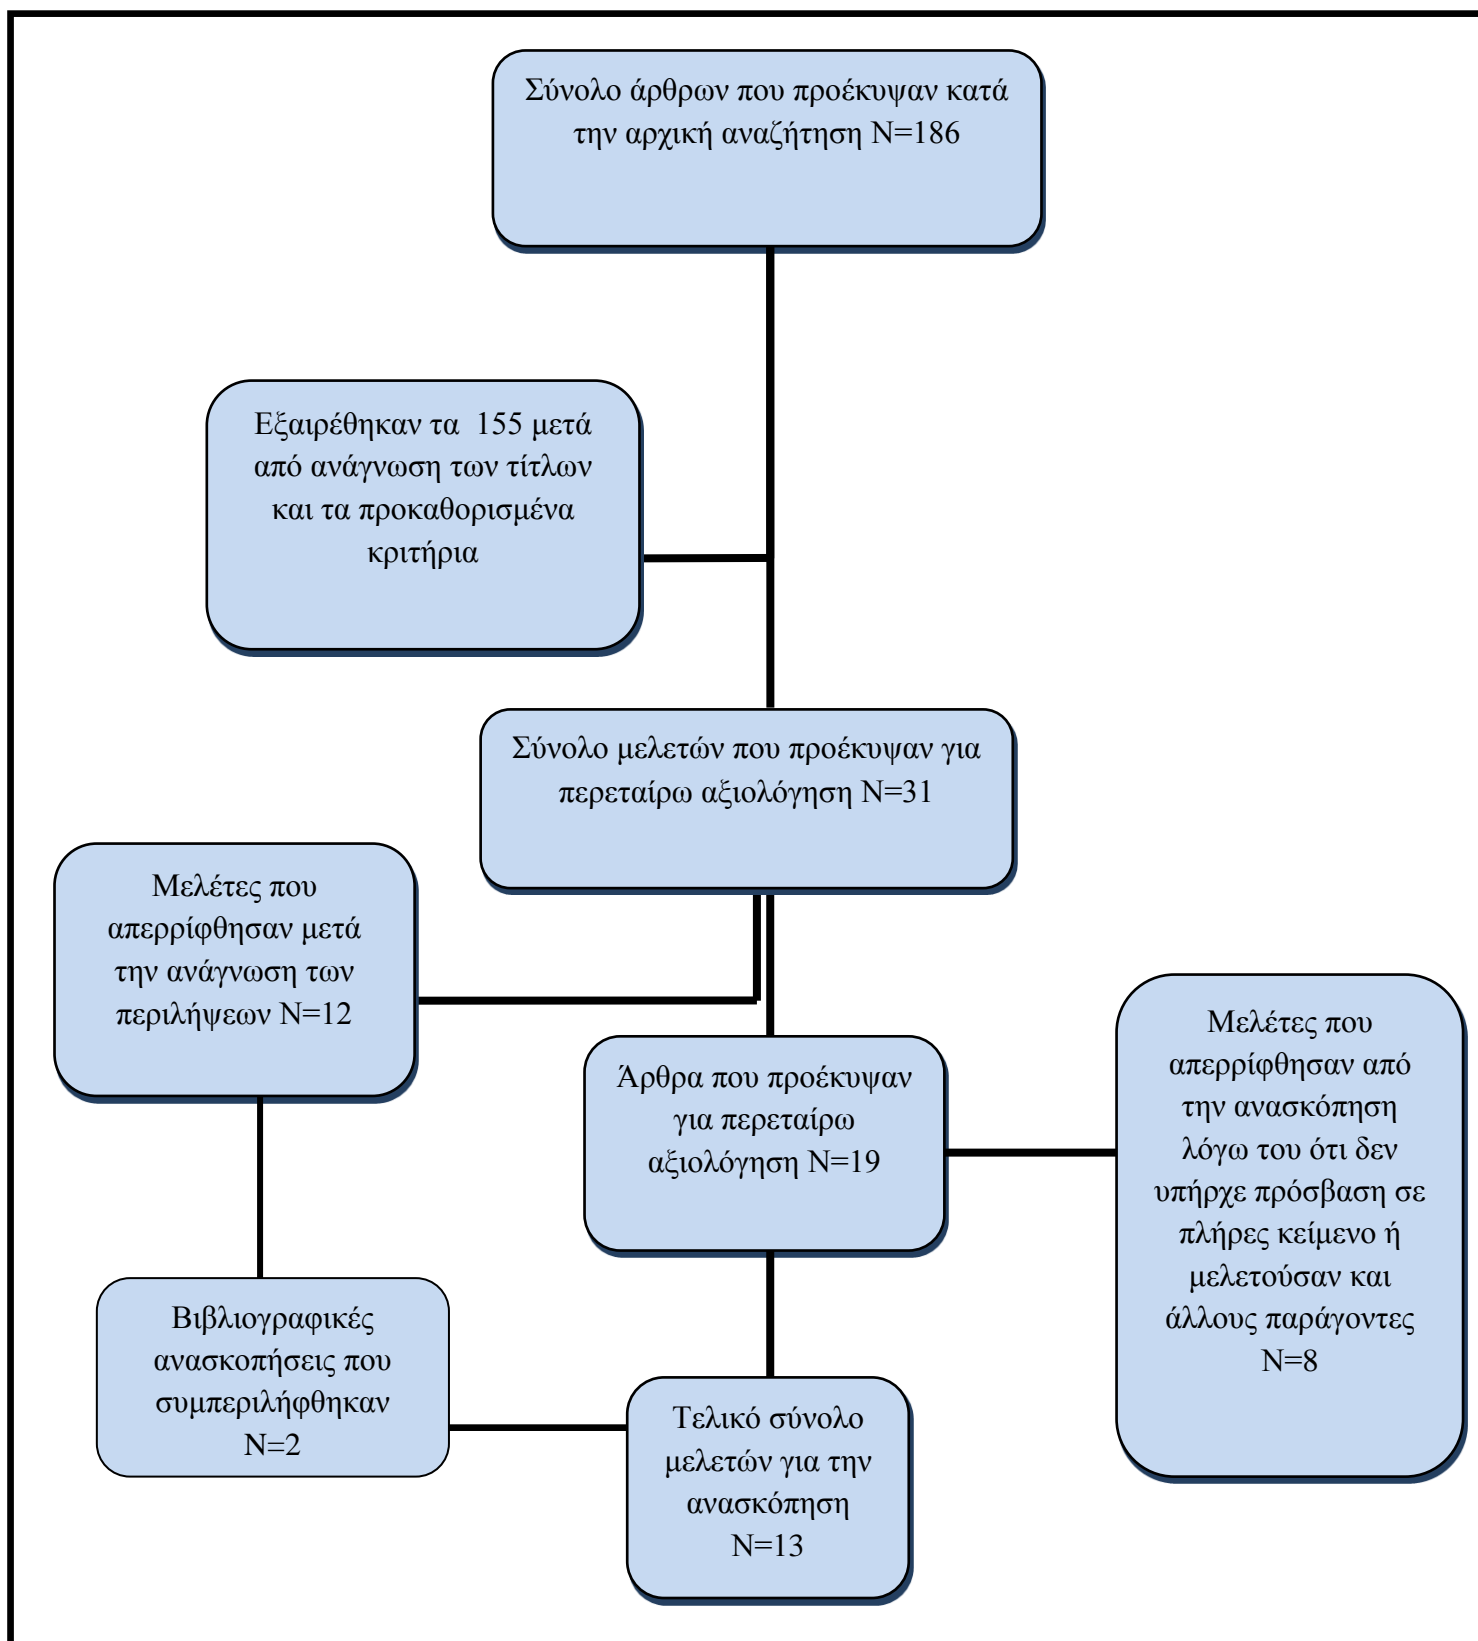 Σύνολο άρθρων που προέκυψαν κατά
την αρχική αναζήτηση Ν=186
Εξαιρέθηκαν τα 155 μετά
από ανάγνωση των τίτλων
και τα προκαθορισμένα
κριτήρια
Σύνολο μελετών που προέκυψαν για
περεταίρω αξιολόγηση Ν=31
Μελέτες που
απερρίφθησαν μετά
την ανάγνωση των
περιλήψεων Ν=12
Άρθρα που προέκυψαν
για περεταίρω
αξιολόγηση Ν=19
Μελέτες που
απερρίφθησαν από
την ανασκόπηση
λόγω του ότι δεν
υπήρχε πρόσβαση σε
πλήρες κείμενο ή
μελετούσαν και
άλλους παράγοντες
Ν=8
Βιβλιογραφικές
ανασκοπήσεις που
συμπεριλήφθηκαν
Ν=2
Τελικό σύνολο
μελετών για την
ανασκόπηση
Ν=13